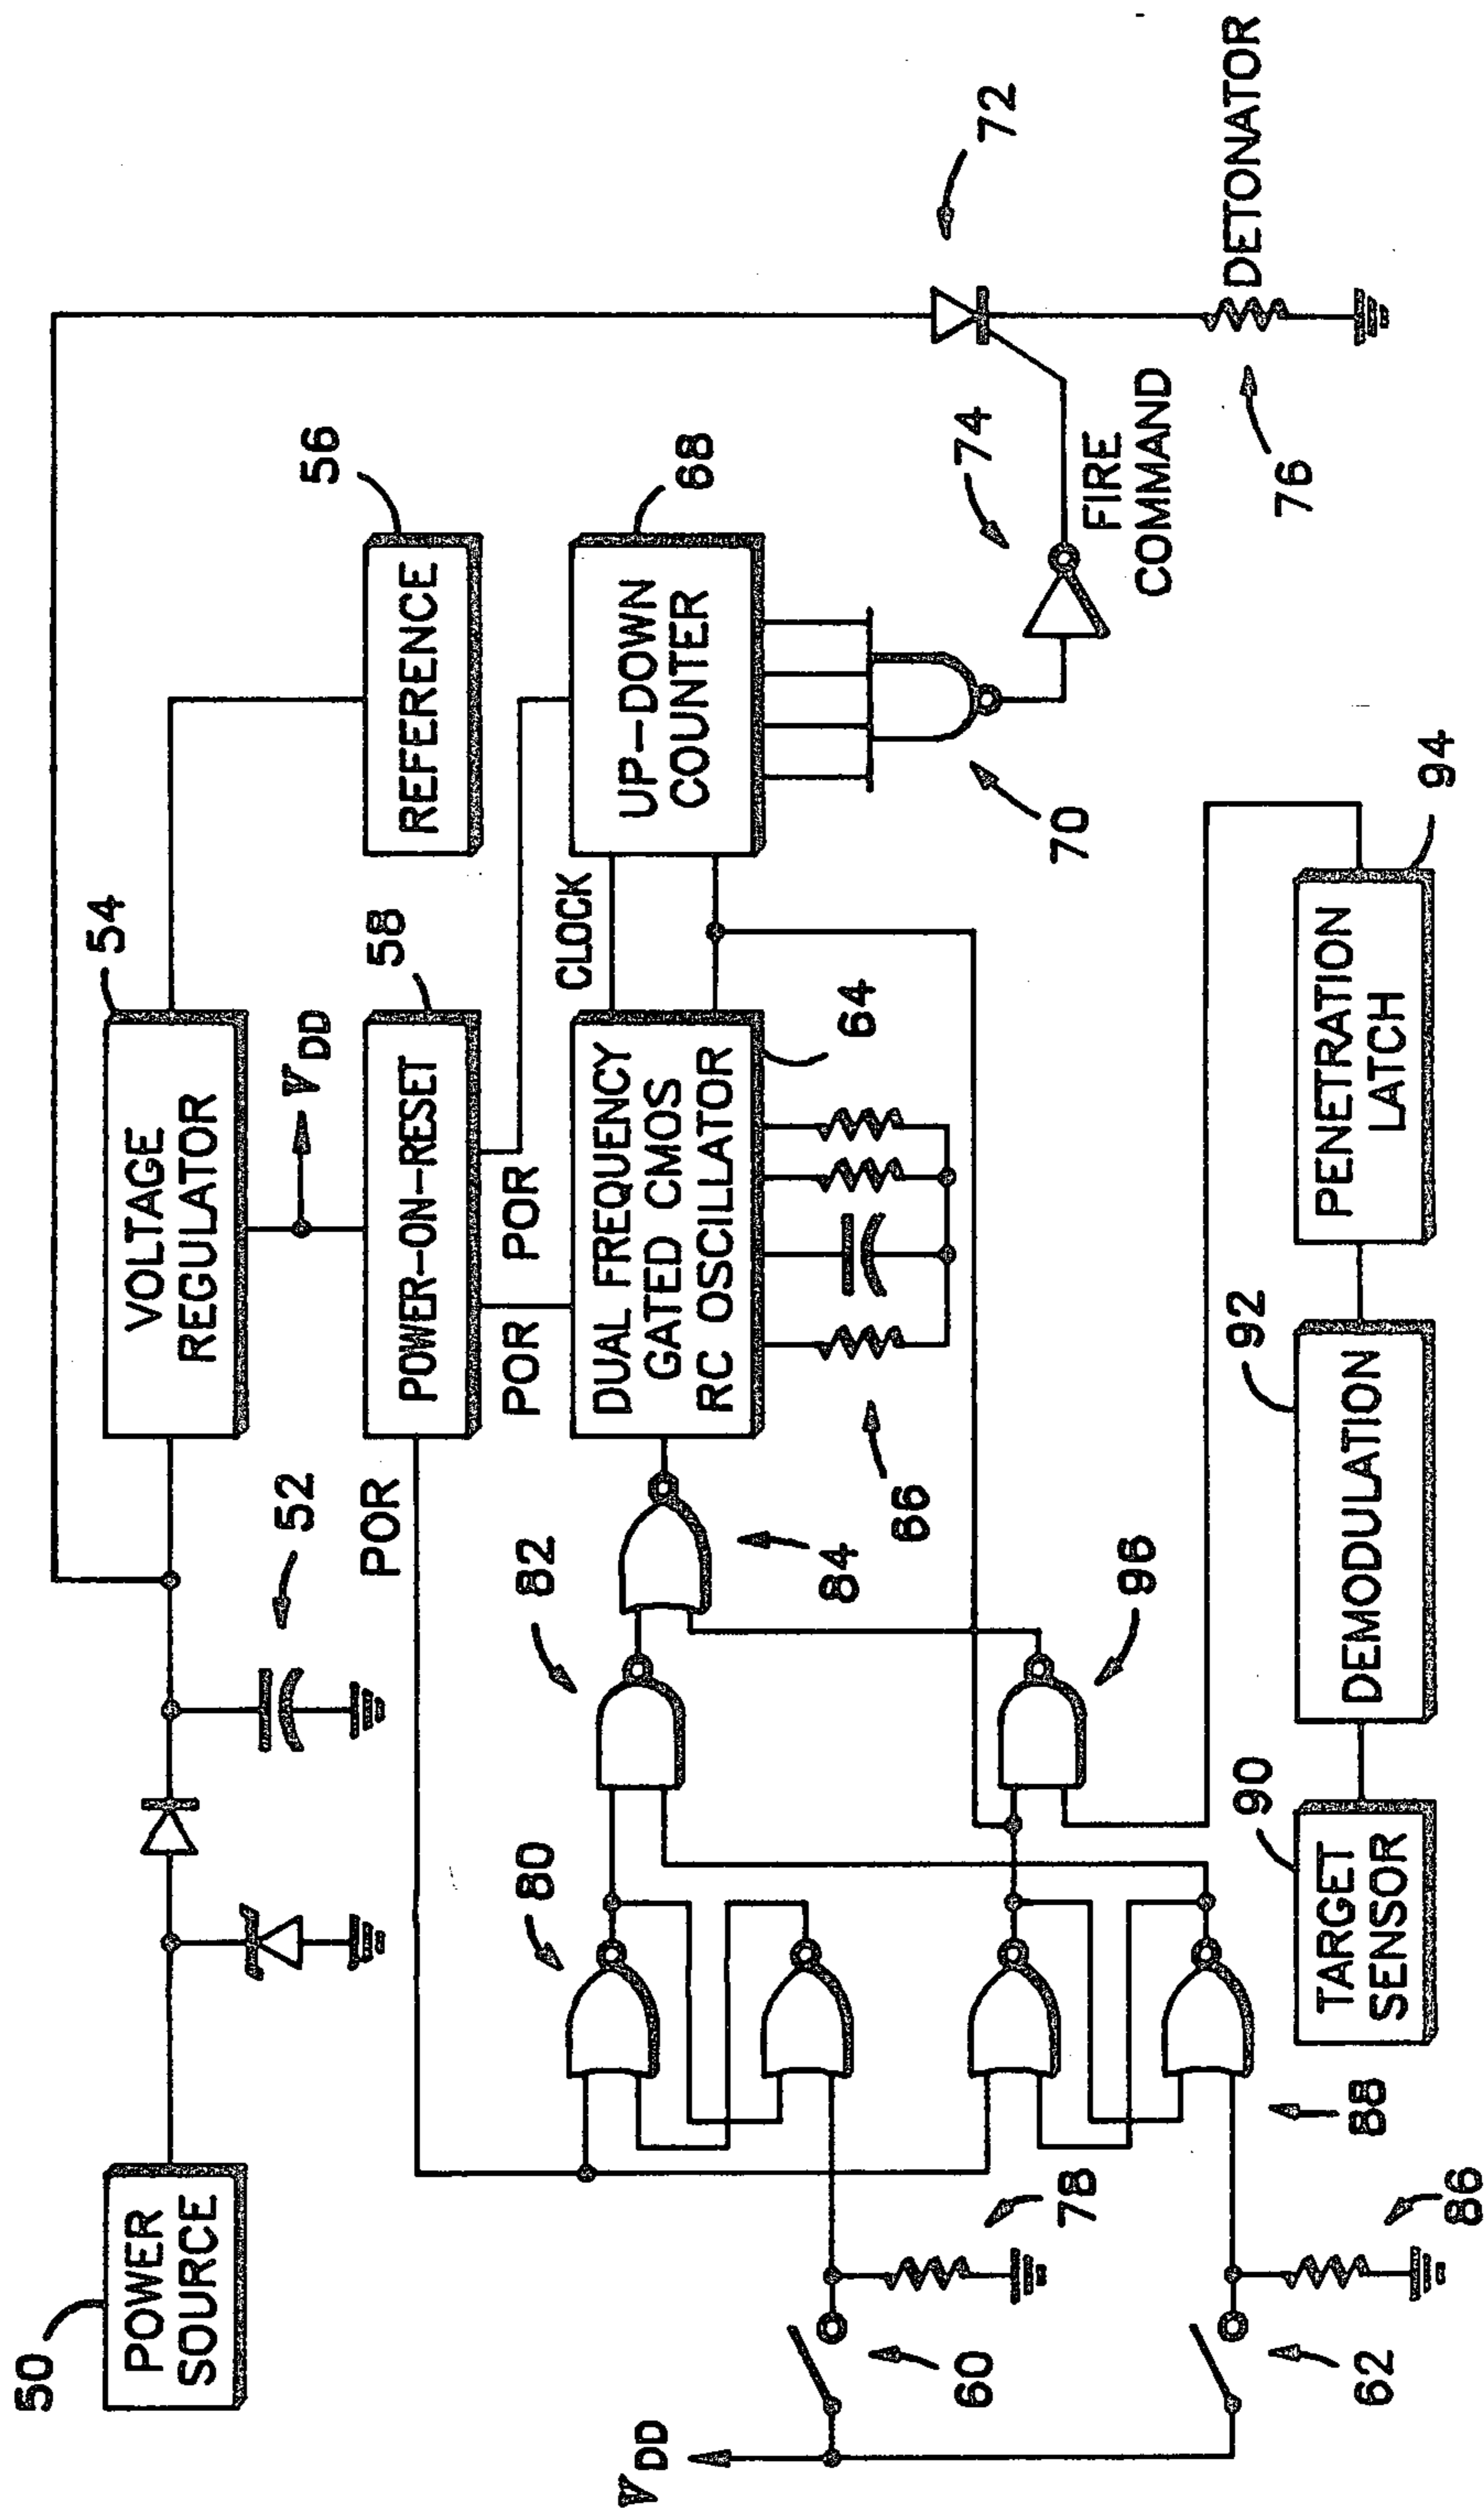 50
POWER
SOURCE
52
54
VOLTAGE
REGULATOR
VDD
56
REFERENCE
58
POWER-ON-RESET
POR
POR
POR
DUAL FREQUENCY
GATED CMOS
RC OSCILLATOR
64
66
CLOCK
68
UP-DOWN
COUNTER
70
74
FIRE
COMMAND
72
76
DETONATOR
80
82
84
96
VDD
60
78
62
86
88
90
TARGET
SENSOR
92
DEMODULATION
94
PENETRATION
LATCH